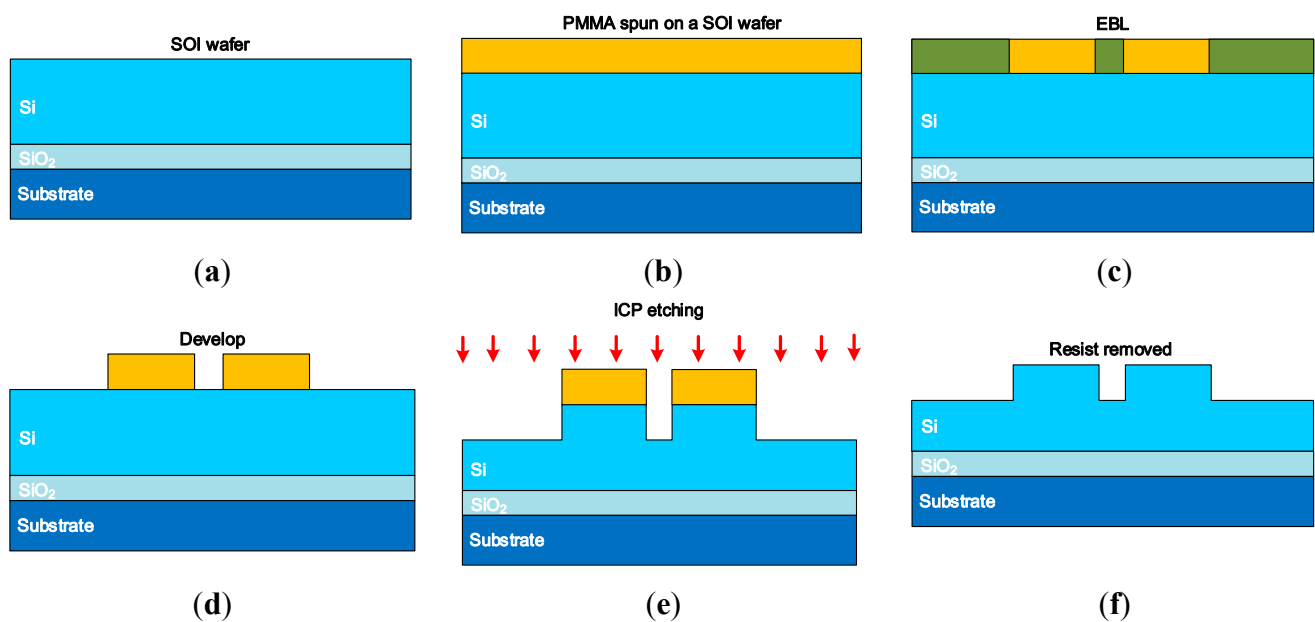 SOI wafer
Si
SiO₂
Substrate
(a)
PMMA spun on a SOI wafer
Si
SiO₂
Substrate
(b)
EBL
Si
SiO₂
Substrate
(c)
Develop
Si
SiO₂
Substrate
(d)
ICP etching
Si
SiO₂
Substrate
(e)
Resist removed
Si
SiO₂
Substrate
(f)